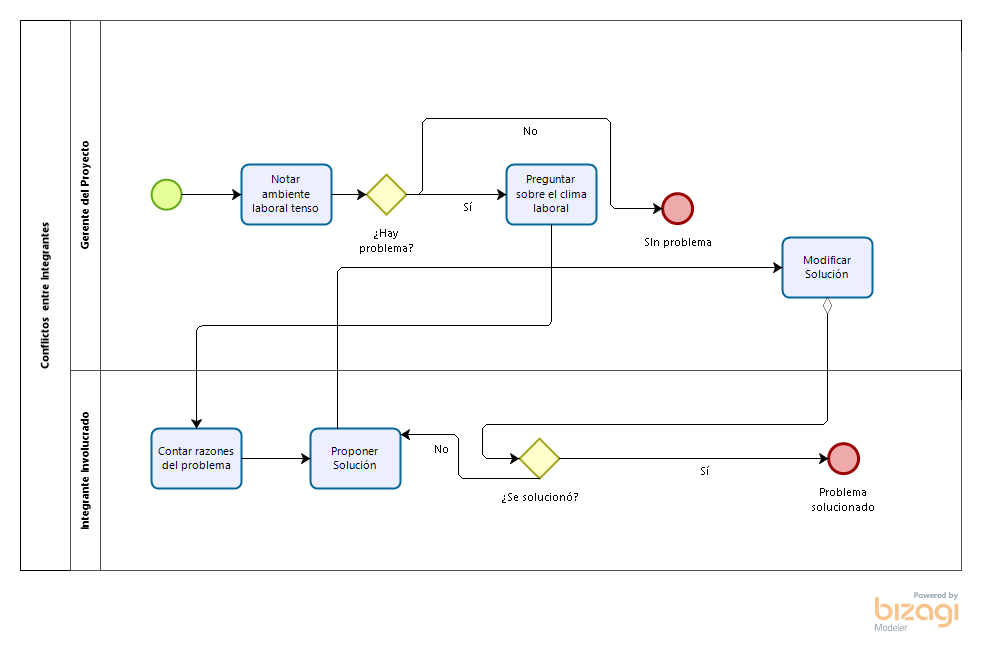 Conflictos entre Integrantes
Gerente del Proyecto
Notar
ambiente
laboral tenso
¿Hay
problema?
No
Sí
Preguntar
sobre el clima
laboral
SIn problema
Modificar
Solución
Integrante Involucrado
Contar razones
del problema
Proponer
Solución
No
¿Se solucionó?
Sí
Problema
solucionado
Powered by
bizagi
Modeler